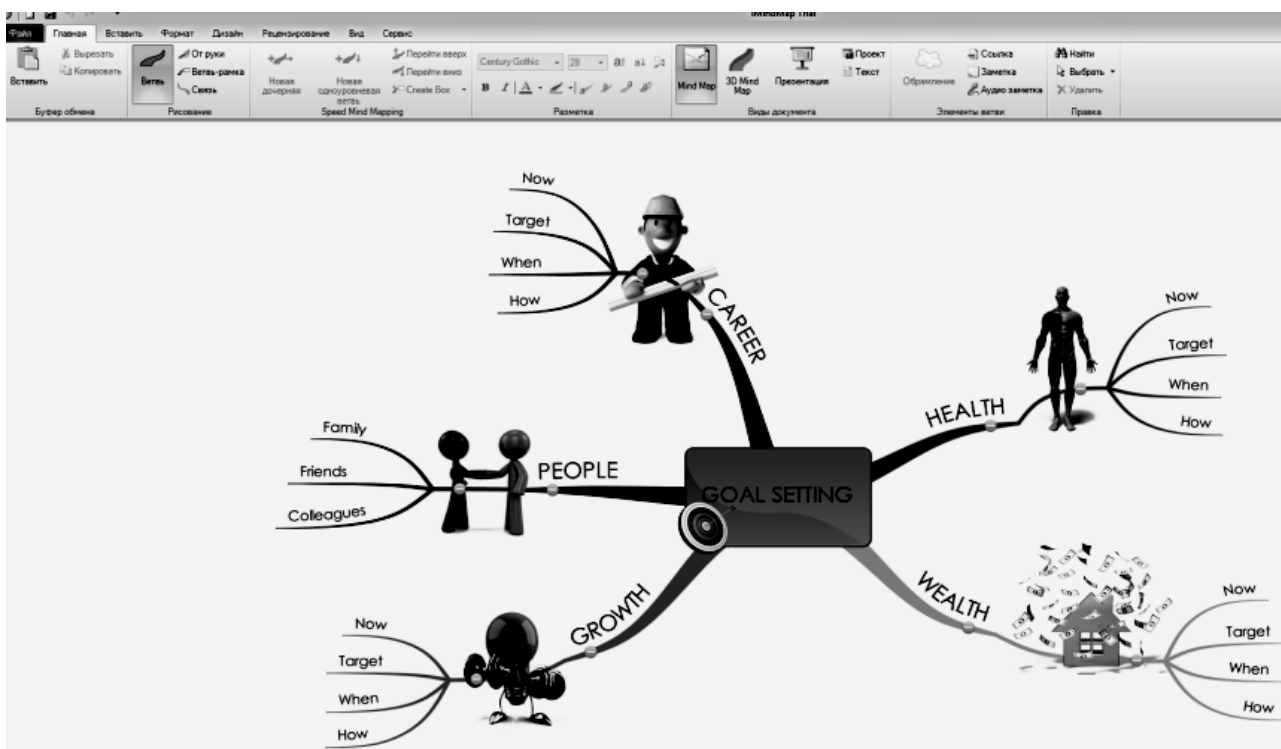 iMindMap Trial
Файл Главная Вставить Формат Дизайн Рецензирование Вид Сервис
Вставить
Вырезать
Копировать
Буфер обмена
Ветвь
От руки
Ветвь-рамка
Связь
Рисование
Новая дочерняя
Новая одноуровневая ветвь
Перейти вверх
Перейти вниз
Create Box
Speed Mind Mapping
Century Gothic 28
B I A
Разметка
Mind Map
3D Mind Map
Презентация
Проект
Текст
Виды документа
Обрамление
Ссылка
Заметка
Аудио заметка
Элементы ветви
Найти
Выбрать
Удалить
Правка
Now
Target
When
How
CAREER
Now
Target
When
How
HEALTH
Family
Friends
Colleagues
PEOPLE
GOAL SETTING
GROWTH
Now
Target
When
How
WEALTH
Now
Target
When
How